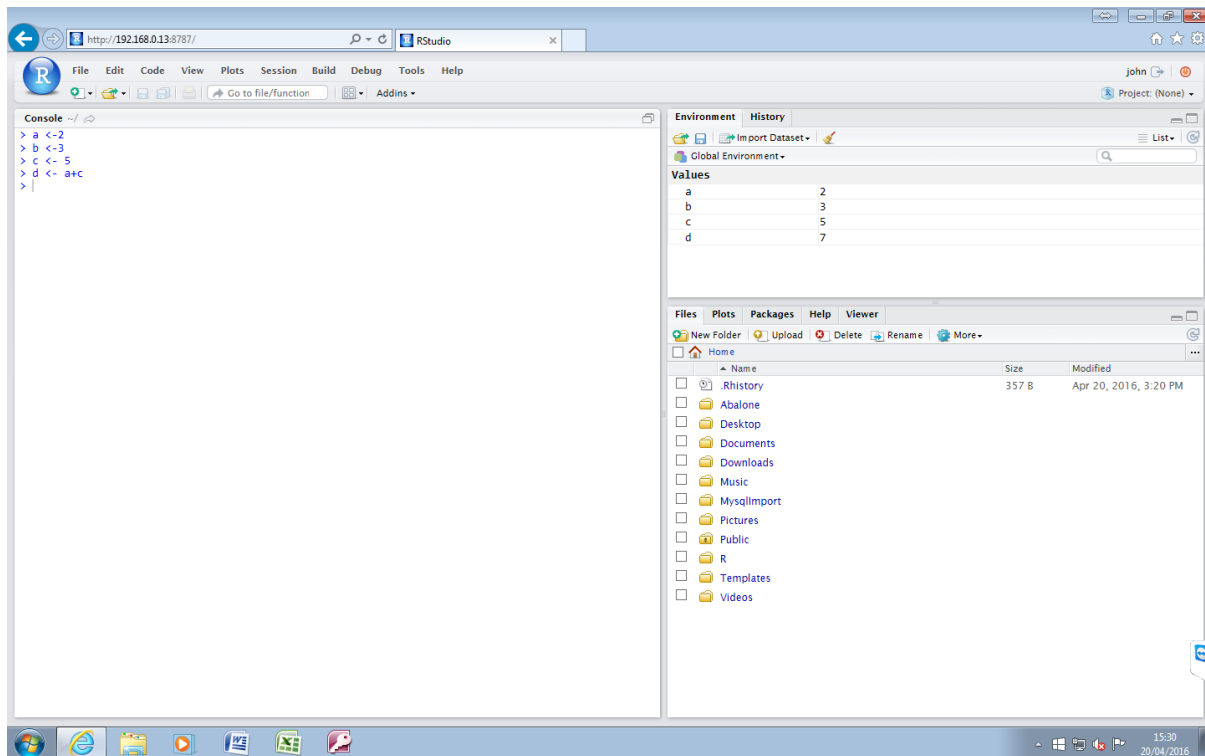 http://192.168.0.13:8787/
RStudio
R
File Edit Code View Plots Session Build Debug Tools Help
john
Go to file/function
Addins
Project: (None)
Console ~/
> a <-2
> b <-3
> c <- 5
> d <- a+c
>
Environment History
Import Dataset
List
Global Environment
Values
a 2
b 3
c 5
d 7
Files Plots Packages Help Viewer
New Folder Upload Delete Rename More
Home
...
Name Size Modified
.Rhistory 357 B Apr 20, 2016, 3:20 PM
Abalone
Desktop
Documents
Downloads
Music
MysqlImport
Pictures
Public
R
Templates
Videos
15:30
20/04/2016